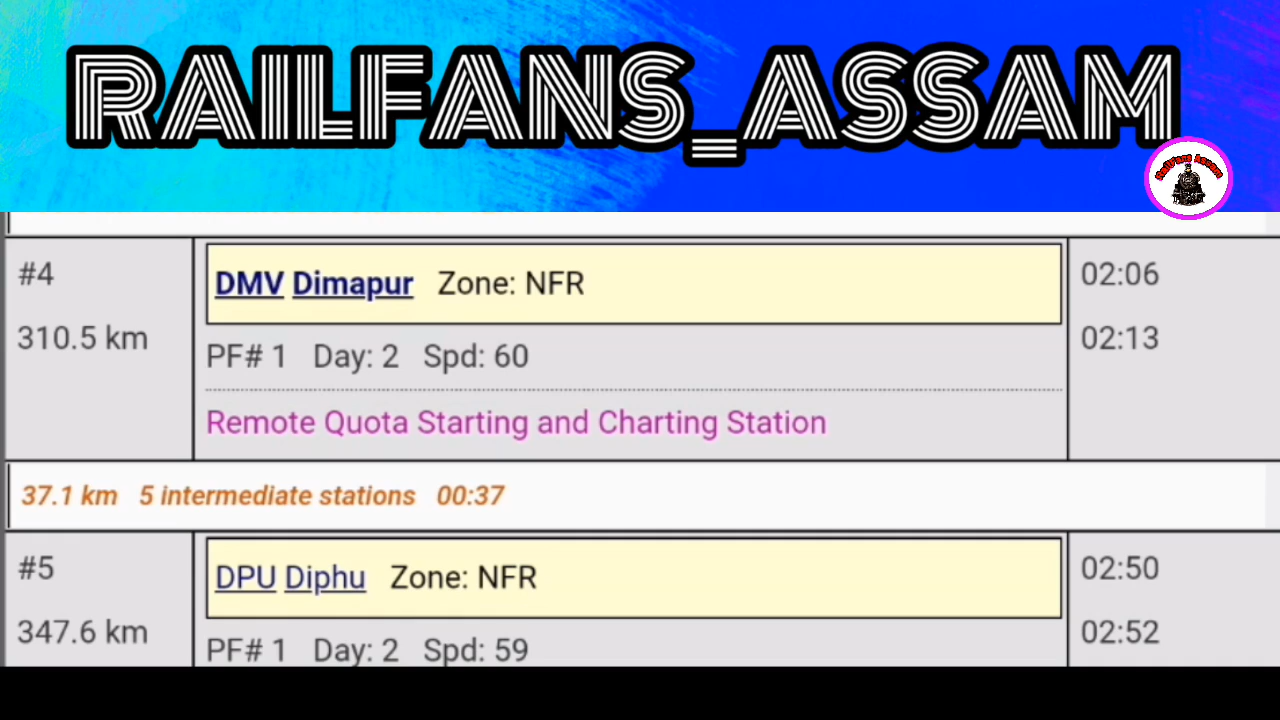 RAILFANS_ASSAM
RailFans Assam
#4
DMV Dimapur Zone: NFR
02:06
310.5 km
02:13
PF# 1 Day: 2 Spd: 60
Remote Quota Starting and Charting Station
37.1 km 5 intermediate stations 00:37
#5
DPU Diphu Zone: NFR
02:50
347.6 km
02:52
PF# 1 Day: 2 Spd: 59